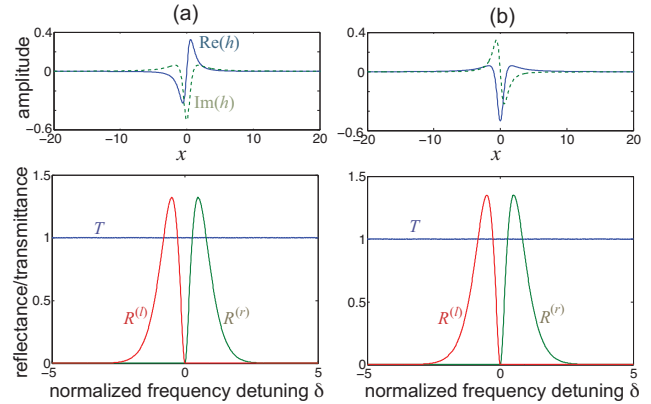 (a)
(b)
0.4
amplitude
0
-0.6
Re(h)
Im(h)
-20
-10
0
10
20
x
0.4
0
-0.6
-20
-10
0
10
20
x
reflectance/transmittance
1.5
1
0.5
0
T
R(l)
R(r)
-5
0
5
normalized frequency detuning δ
1.5
1
0.5
0
T
R(l)
R(r)
-5
0
5
normalized frequency detuning δ